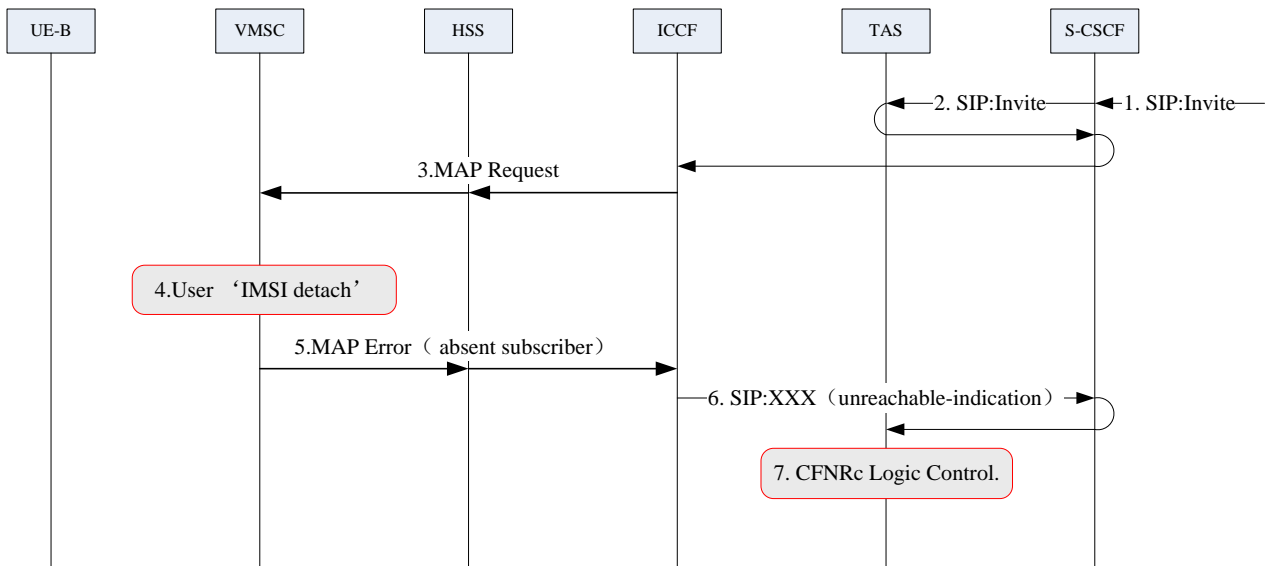 UE-B
VMSC
HSS
ICCF
TAS
S-CSCF
2. SIP:Invite
1. SIP:Invite
3.MAP Request
4.User ‘IMSI detach’
5.MAP Error（ absent subscriber）
6. SIP:XXX（unreachable-indication）
7. CFNRc Logic Control.